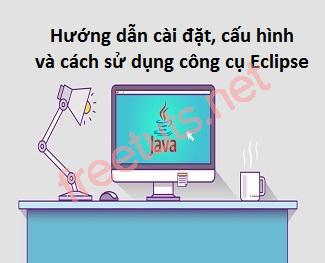 Hướng dẫn cài đặt, cấu hình
và cách sử dụng công cụ Eclipse
Java
freetuts.net